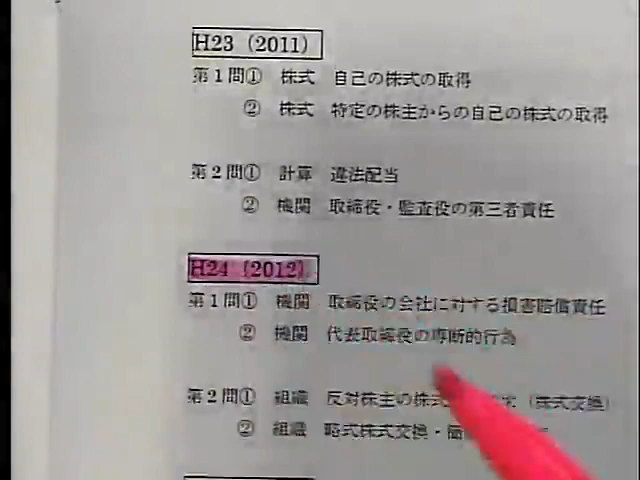 H23（2011）
第1問① 株式 自己の株式の取得
② 株式 特定の株主からの自己の株式の取得
第2問① 計算 違法配当
② 機関 取締役・監査役の第三者責任
H24（2012）
第1問① 機関 取締役の会社に対する損害賠償責任
② 機関 代表取締役の専断的行為
第2問① 組織 反対株主の株式（株式交換）
② 組織 略式株式交換・簡